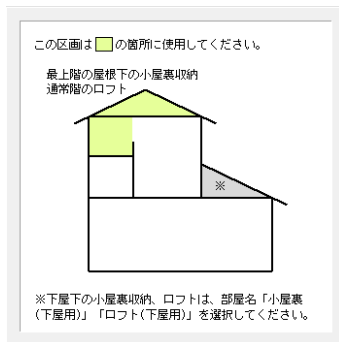 この区画は の箇所に使用してください。
最上階の屋根下の小屋裏収納
通常階のロフト
※
※下屋下の小屋裏収納、ロフトは、部屋名「小屋裏
(下屋用)」「ロフト(下屋用)」を選択してください。